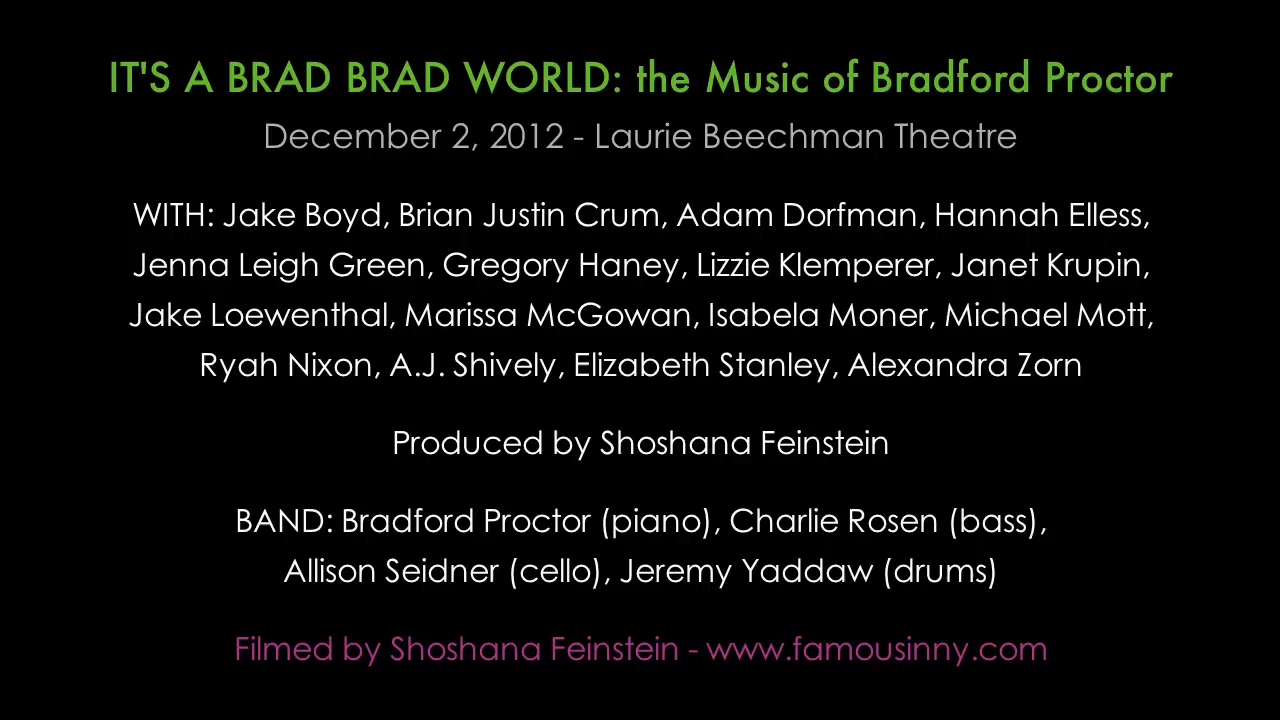 IT'S A BRAD BRAD WORLD: the Music of Bradford Proctor
December 2, 2012 - Laurie Beechman Theatre
WITH: Jake Boyd, Brian Justin Crum, Adam Dorfman, Hannah Elless,
Jenna Leigh Green, Gregory Haney, Lizzie Klemperer, Janet Krupin,
Jake Loewenthal, Marissa McGowan, Isabela Moner, Michael Mott,
Ryah Nixon, A.J. Shively, Elizabeth Stanley, Alexandra Zorn
Produced by Shoshana Feinstein
BAND: Bradford Proctor (piano), Charlie Rosen (bass),
Allison Seidner (cello), Jeremy Yaddaw (drums)
Filmed by Shoshana Feinstein - www.famousinny.com